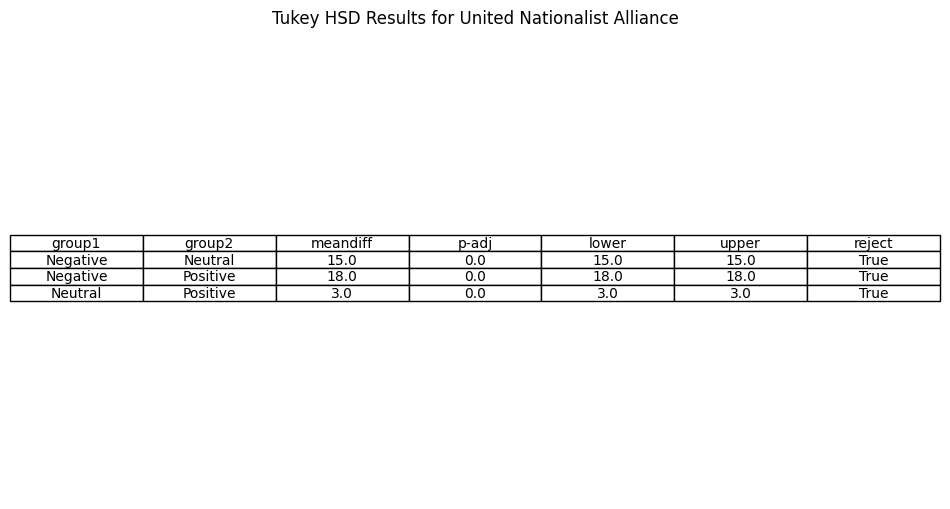 Tukey HSD Results for United Nationalist Alliance
group1 group2 meandiff p-adj lower upper reject
Negative Neutral 15.0 0.0 15.0 15.0 True
Negative Positive 18.0 0.0 18.0 18.0 True
Neutral Positive 3.0 0.0 3.0 3.0 True